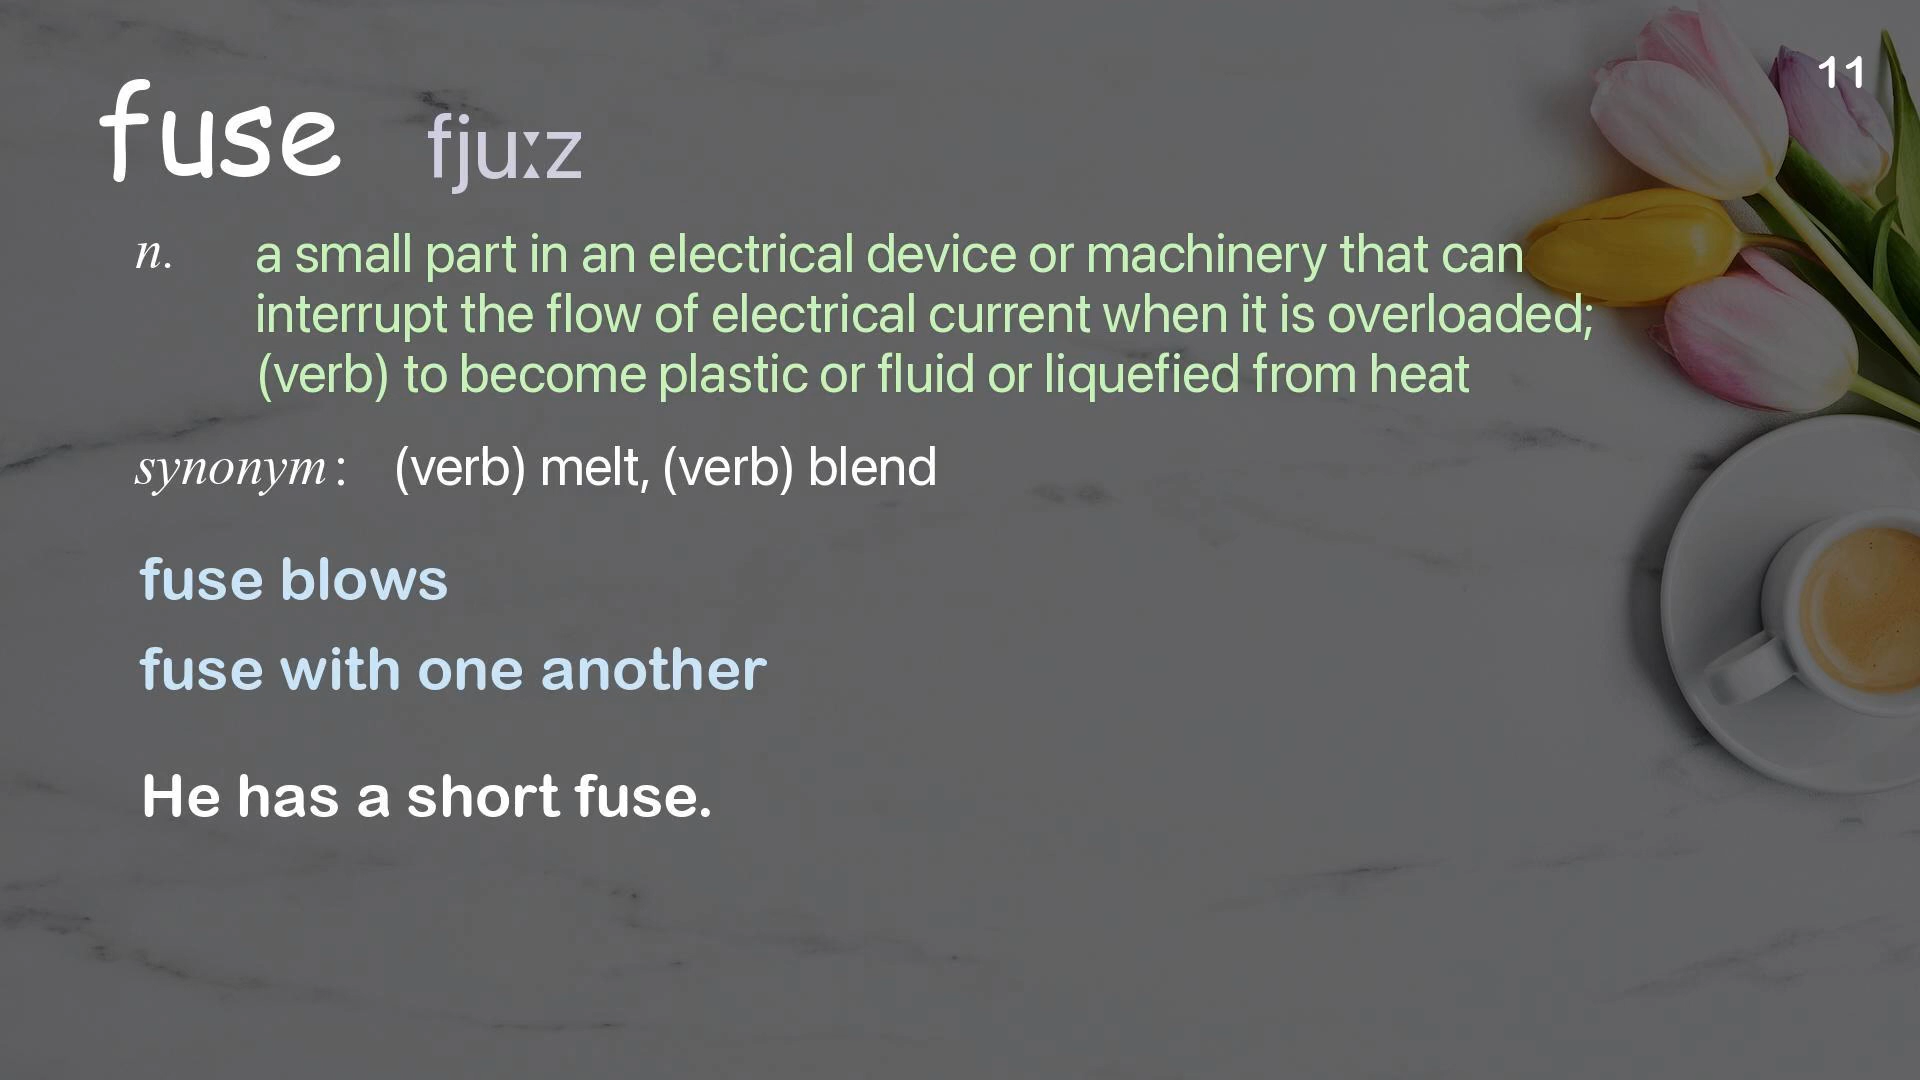 11
fuse fjuːz
n. a small part in an electrical device or machinery that can
interrupt the flow of electrical current when it is overloaded;
(verb) to become plastic or fluid or liquefied from heat
synonym : (verb) melt, (verb) blend
fuse blows
fuse with one another
He has a short fuse.